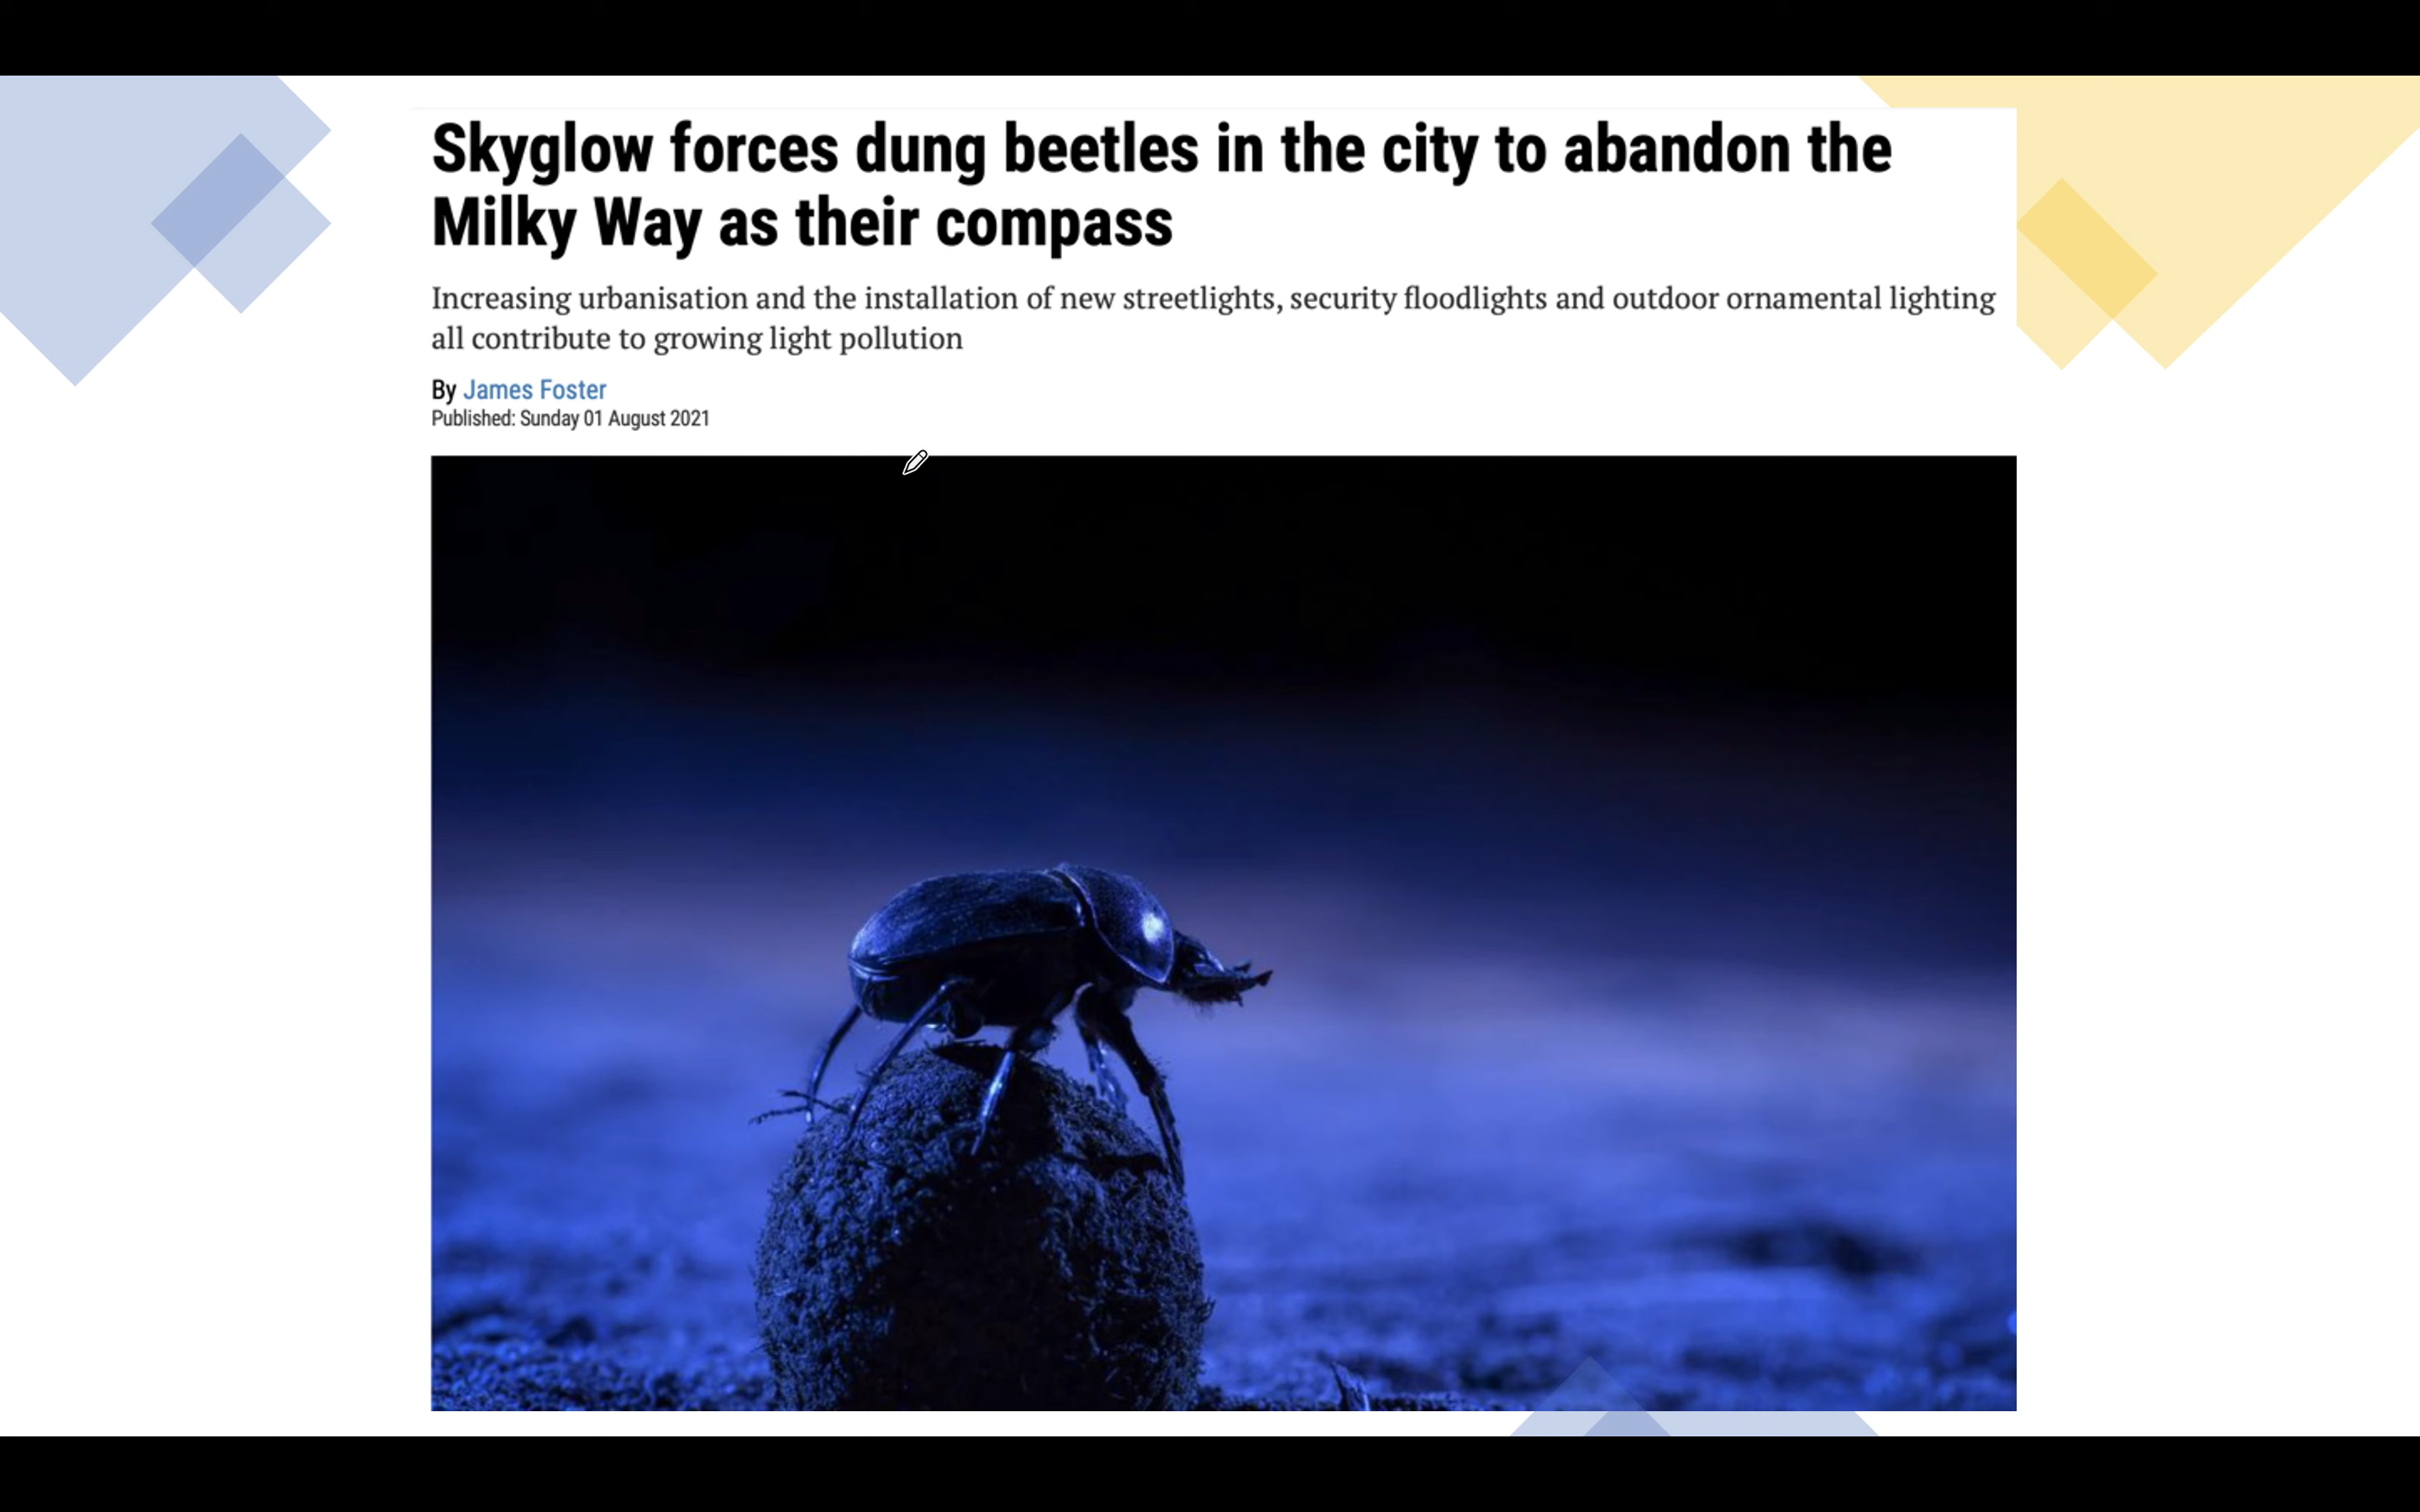 Skyglow forces dung beetles in the city to abandon the
Milky Way as their compass
Increasing urbanisation and the installation of new streetlights, security floodlights and outdoor ornamental lighting
all contribute to growing light pollution
By James Foster
Published: Sunday 01 August 2021